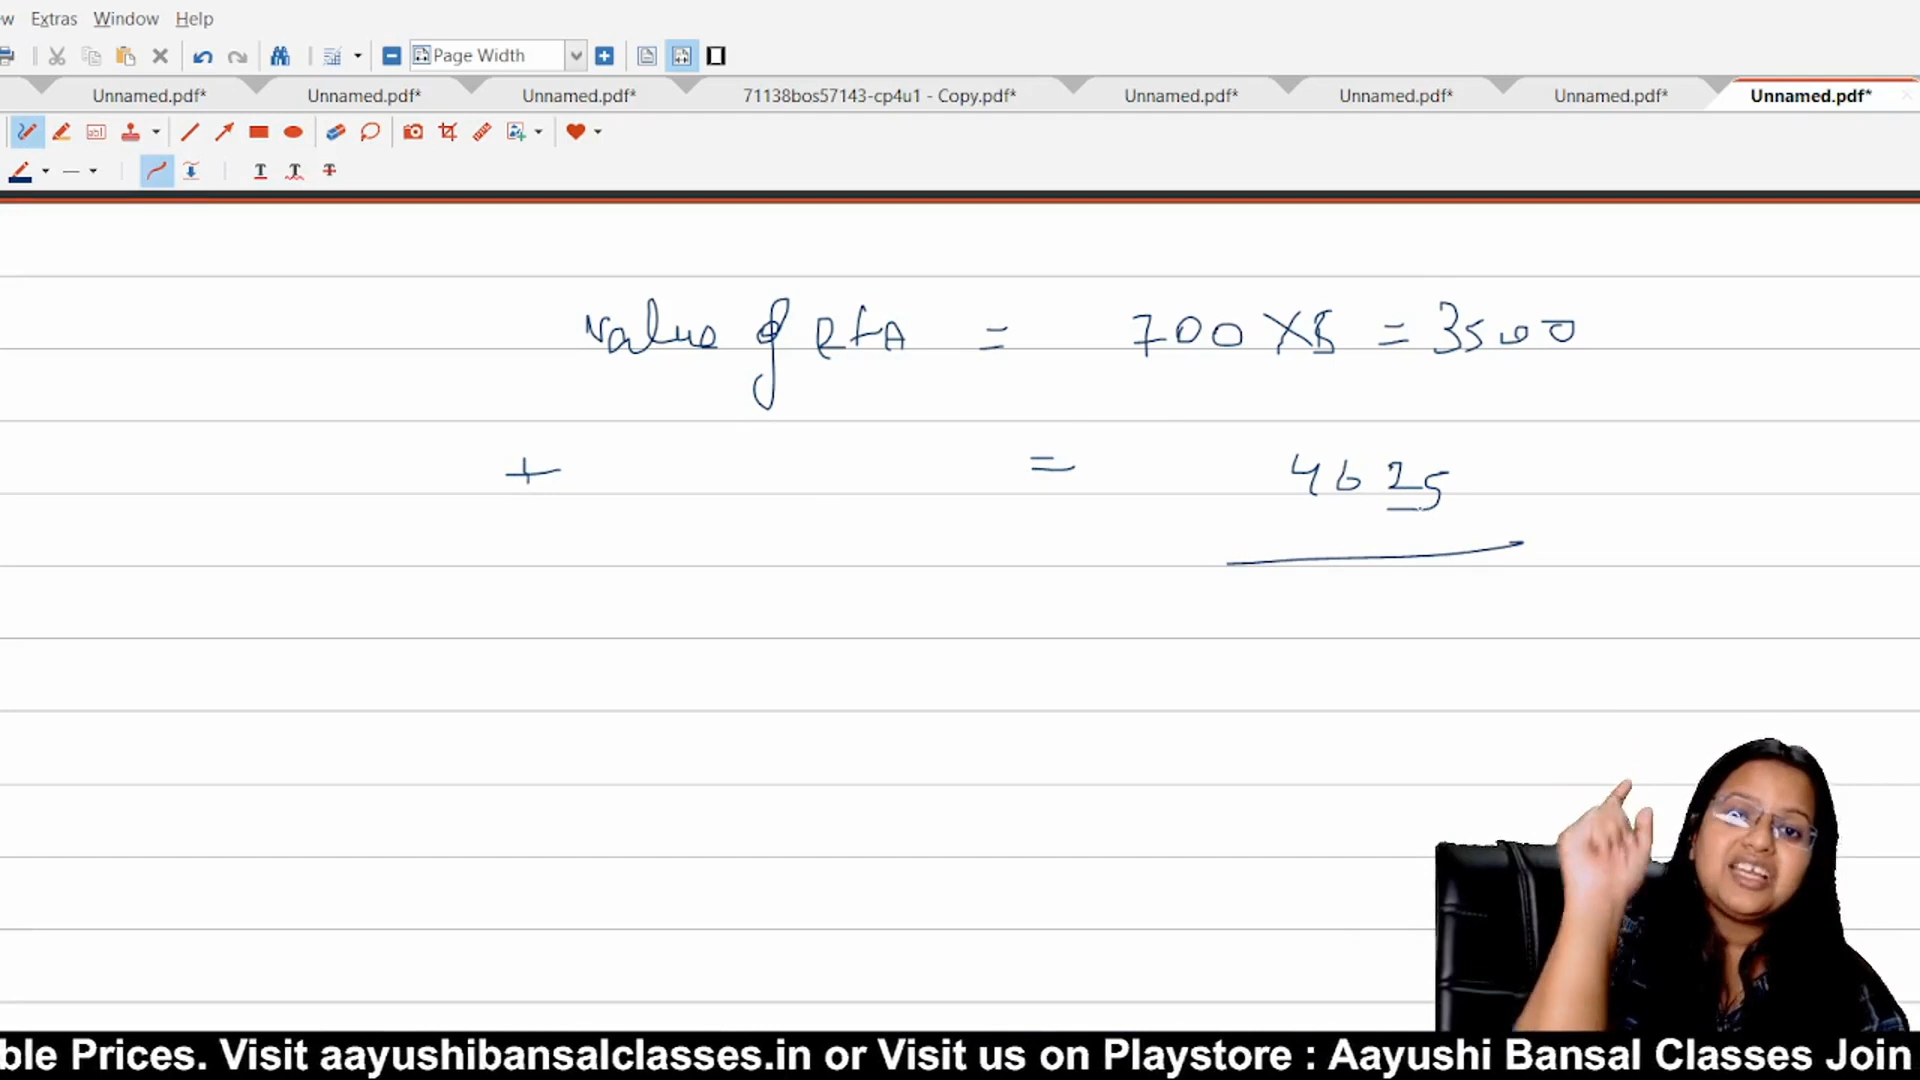 Extras Window Help
Page Width
Unnamed.pdf* Unnamed.pdf* Unnamed.pdf* 71138bos57143-cp4u1 - Copy.pdf* Unnamed.pdf* Unnamed.pdf* Unnamed.pdf* Unnamed.pdf*
Value of RFA = 700 X 5 = 3500
+ = 4625
ble Prices. Visit aayushibansalclasses.in or Visit us on Playstore : Aayushi Bansal Classes Join